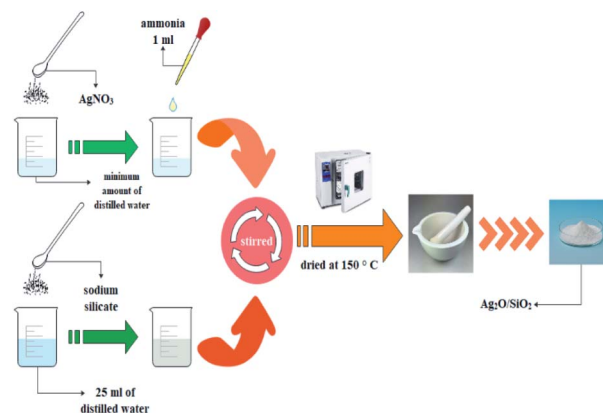 ammonia
1 ml
AgNO₃
minimum
amount of
distilled water
stirred
dried at 150 ° C
sodium
silicate
Ag₂O/SiO₂
25 ml of
distilled water